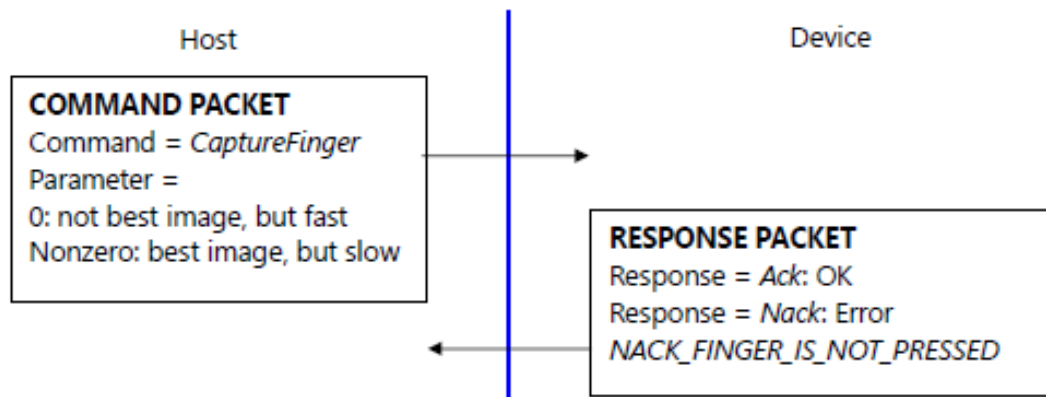 Host
Device
COMMAND PACKET
Command = CaptureFinger
Parameter =
0: not best image, but fast
Nonzero: best image, but slow
RESPONSE PACKET
Response = Ack: OK
Response = Nack: Error
NACK_FINGER_IS_NOT_PRESSED